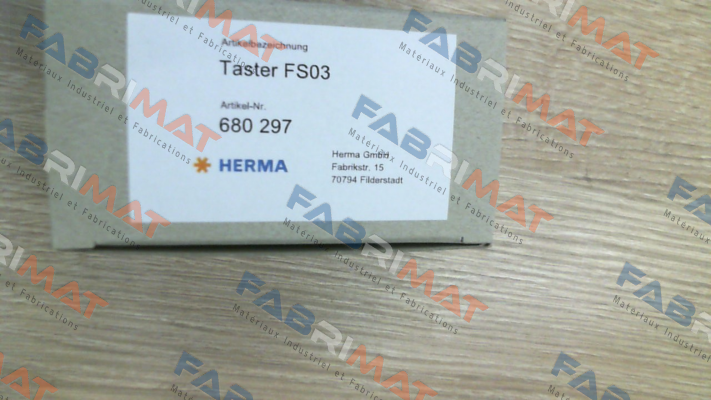 Artikelbezeichnung
Taster FS03
Artikel-Nr.
680 297
HERMA
Herma GmbH
Fabrikstr. 15
70794 Filderstadt
FABRIMAT
Materiaux Industriel et Fabrications